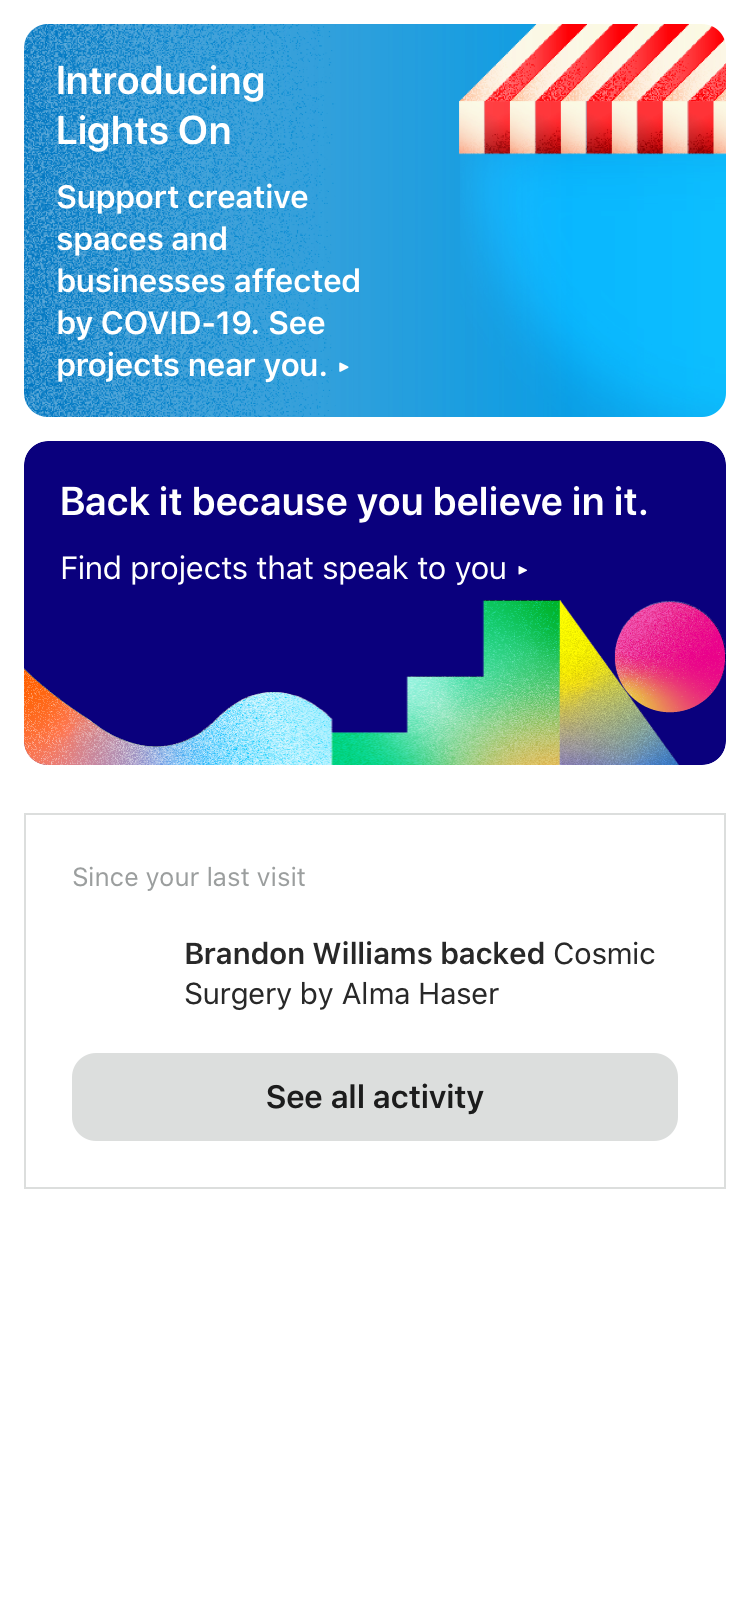 Introducing
Lights On
Support creative
spaces and
businesses affected
by COVID-19. See
projects near you. ▸
Back it because you believe in it.
Find projects that speak to you ▸
Since your last visit
Brandon Williams backed Cosmic
Surgery by Alma Haser
See all activity